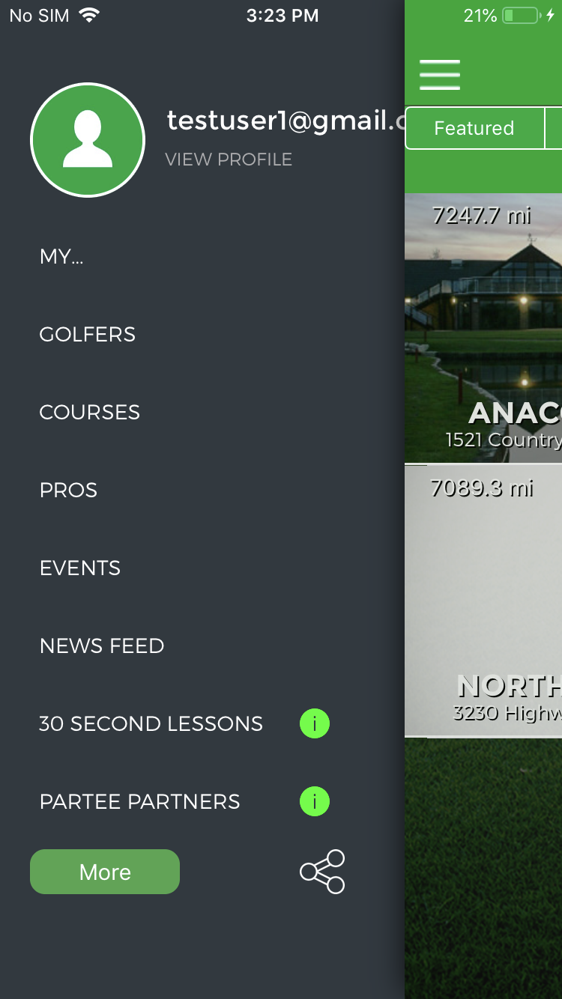 No SIM 3:23 PM 21%
testuser1@gmail.c
VIEW PROFILE
Featured
7247.7 mi
MY...
GOLFERS
COURSES
ANAC
1521 Country
PROS
7089.3 mi
EVENTS
NEWS FEED
NORTH
3230 Highw
30 SECOND LESSONS i
PARTEE PARTNERS i
More